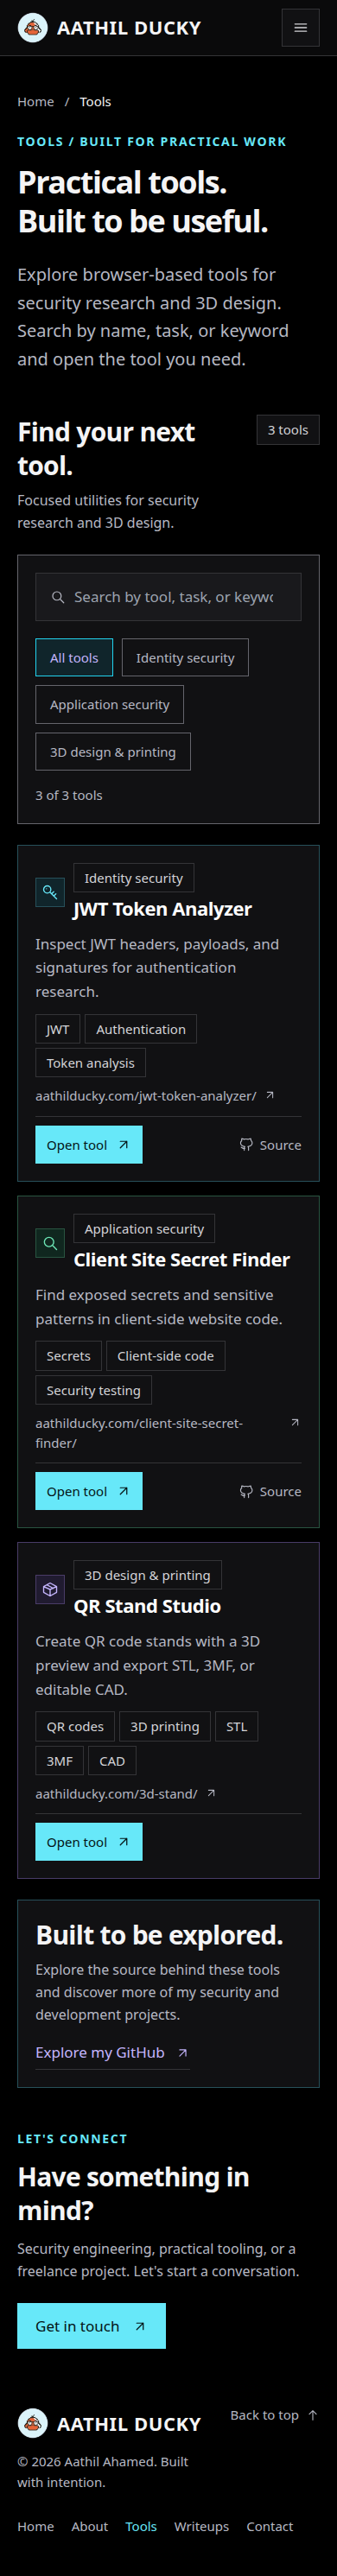 AATHIL DUCKY
Home / Tools
TOOLS / BUILT FOR PRACTICAL WORK
Practical tools.
Built to be useful.
Explore browser-based tools for
security research and 3D design.
Search by name, task, or keyword
and open the tool you need.
Find your next
tool.
3 tools
Focused utilities for security
research and 3D design.
Search by tool, task, or keywo
All tools
Identity security
Application security
3D design & printing
3 of 3 tools
Identity security
JWT Token Analyzer
Inspect JWT headers, payloads, and
signatures for authentication
research.
JWT
Authentication
Token analysis
aathilducky.com/jwt-token-analyzer/
Open tool
Source
Application security
Client Site Secret Finder
Find exposed secrets and sensitive
patterns in client-side website code.
Secrets
Client-side code
Security testing
aathilducky.com/client-site-secret-
finder/
Open tool
Source
3D design & printing
QR Stand Studio
Create QR code stands with a 3D
preview and export STL, 3MF, or
editable CAD.
QR codes
3D printing
STL
3MF
CAD
aathilducky.com/3d-stand/
Open tool
Built to be explored.
Explore the source behind these tools
and discover more of my security and
development projects.
Explore my GitHub
LET'S CONNECT
Have something in
mind?
Security engineering, practical tooling, or a
freelance project. Let's start a conversation.
Get in touch
AATHIL DUCKY
Back to top
© 2026 Aathil Ahamed. Built
with intention.
Home About Tools Writeups Contact